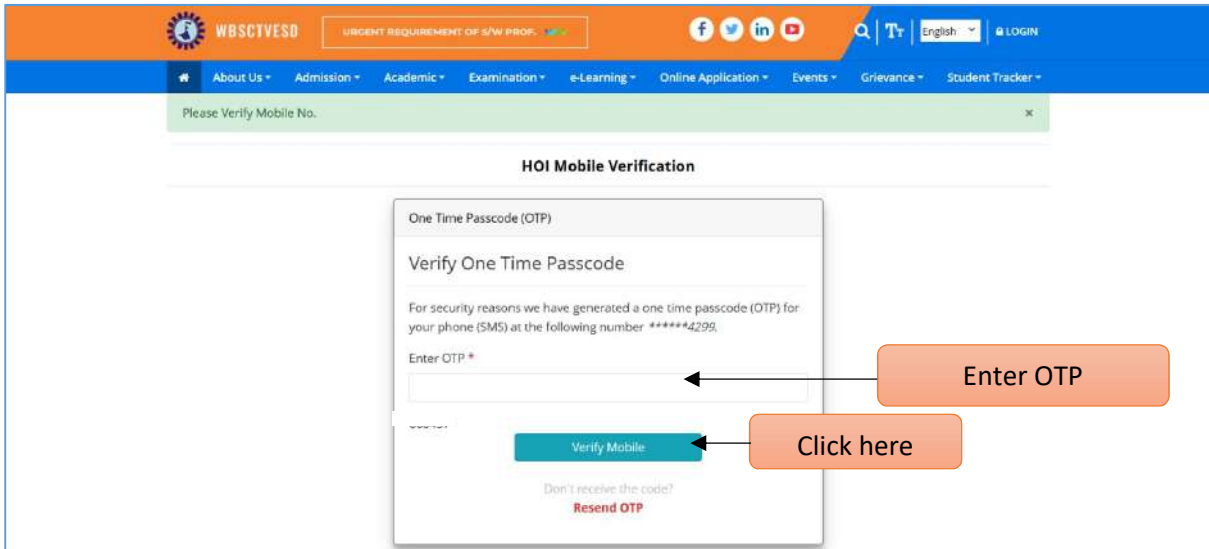 WBSCTVESD
URGENT REQUIREMENT OF S/W PROF.
Tт English LOGIN
About Us Admission Academic Examination e-Learning Online Application Events Grievance Student Tracker
Please Verify Mobile No. ×
HOI Mobile Verification
One Time Passcode (OTP)
Verify One Time Passcode
For security reasons we have generated a one time passcode (OTP) for
your phone (SMS) at the following number ******4299.
Enter OTP *
Enter OTP
Verify Mobile
Click here
Don't receive the code?
Resend OTP